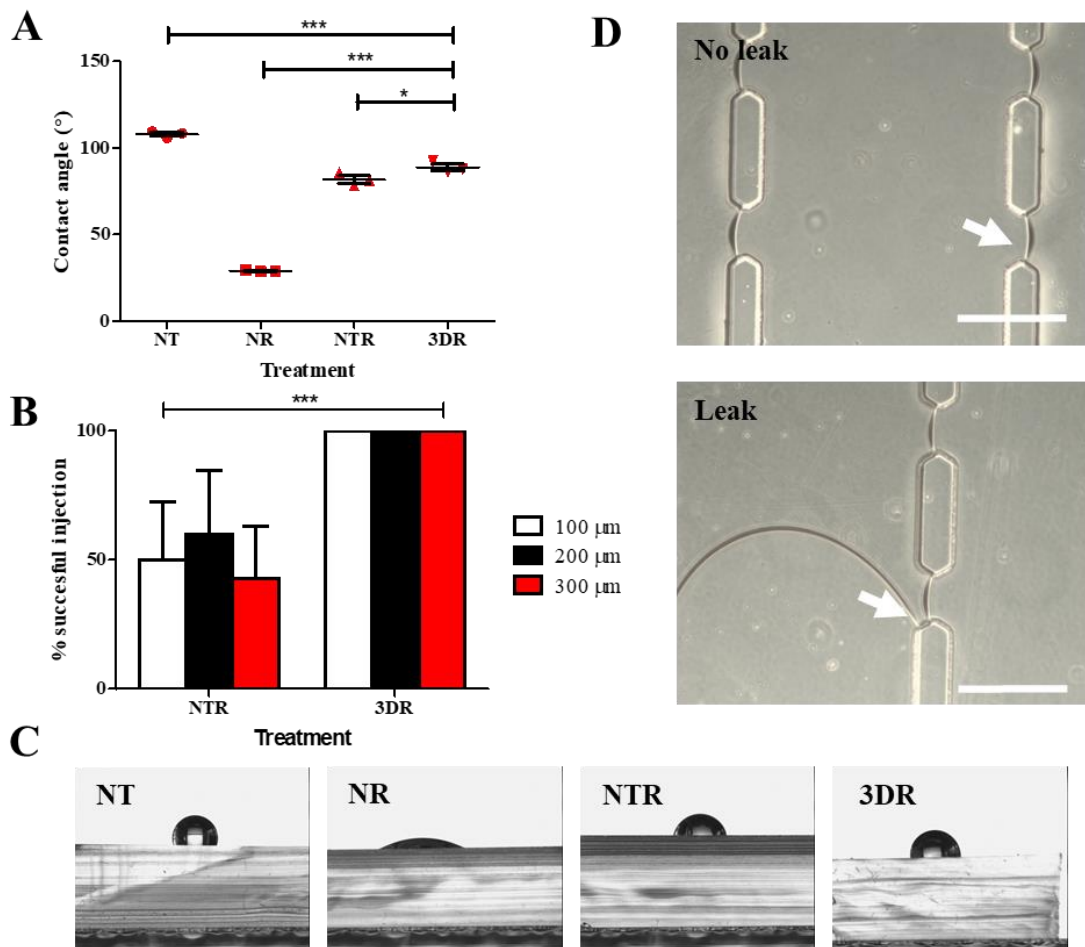 A
***
***
*
150
100
50
0
Contact angle (°)
NT NR NTR 3DR
Treatment
B
***
100
50
0
% succesful injection
NTR 3DR
Treatment
100 µm
200 µm
300 µm
C
NT NR NTR 3DR
D
No leak
Leak